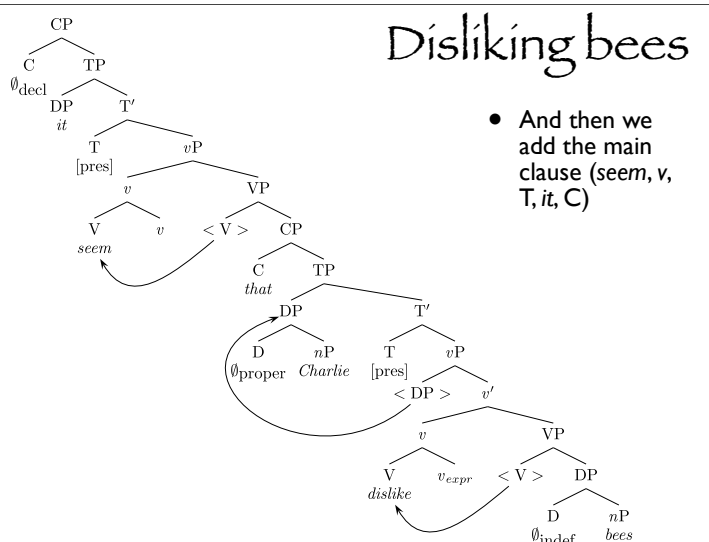 Disliking bees
• And then we
add the main
clause (seem, v,
T, it, C)
CP
C TP
∅decl
DP T′
it
T vP
[pres]
v VP
V v < V > CP
seem
C TP
that
DP T′
D nP T vP
∅proper Charlie [pres]
< DP > v′
v VP
V vexpr < V > DP
dislike
D nP
∅indef bees